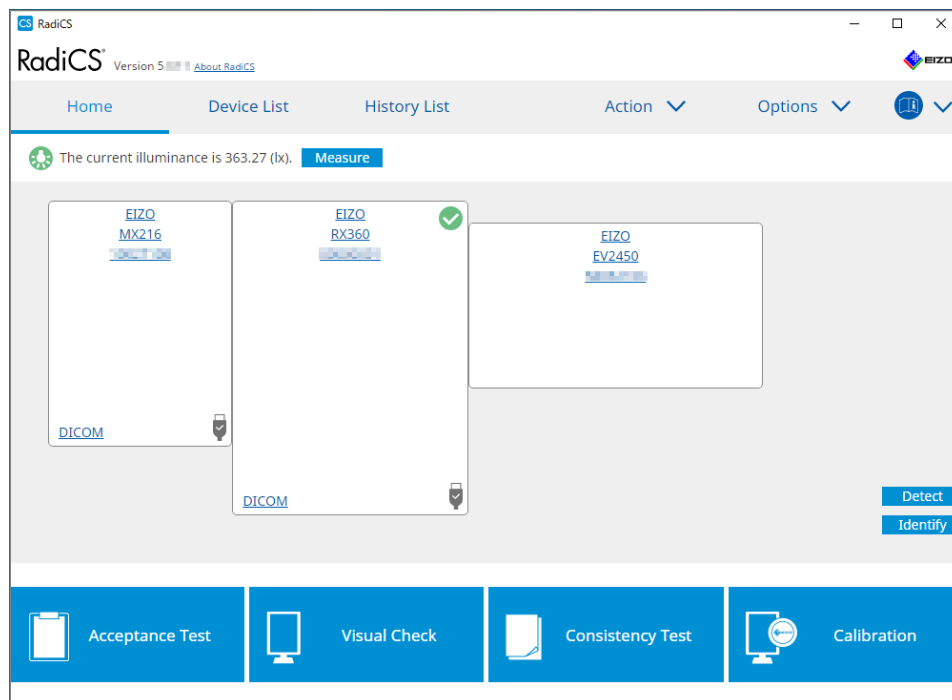 CS RadiCS
RadiCS® Version 5. About RadiCS
EIZO
Home Device List History List Action Options
The current illuminance is 363.27 (lx). Measure
EIZO
MX216
DICOM
EIZO
RX360
DICOM
EIZO
EV2450
Detect
Identify
Acceptance Test Visual Check Consistency Test Calibration